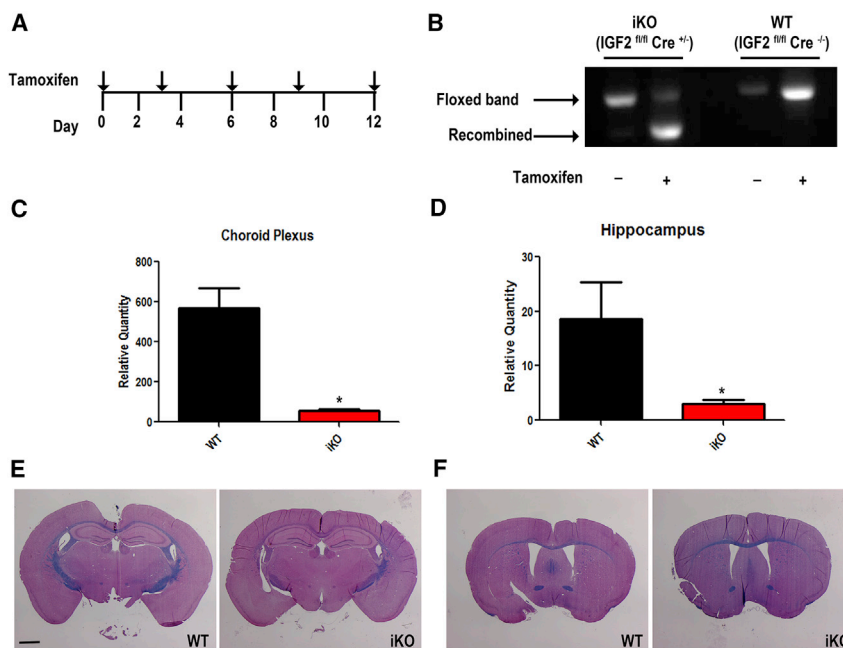 A
Tamoxifen
Day
0 2 4 6 8 10 12
B
iKO
(IGF2 fl/fl Cre +/-)
WT
(IGF2 fl/fl Cre -/-)
Floxed band
Recombined
Tamoxifen
– + – +
C
Choroid Plexus
Relative Quantity
800
600
400
200
0
*
WT
iKO
D
Hippocampus
Relative Quantity
30
20
10
0
*
WT
iKO
E
WT
iKO
F
WT
iKO